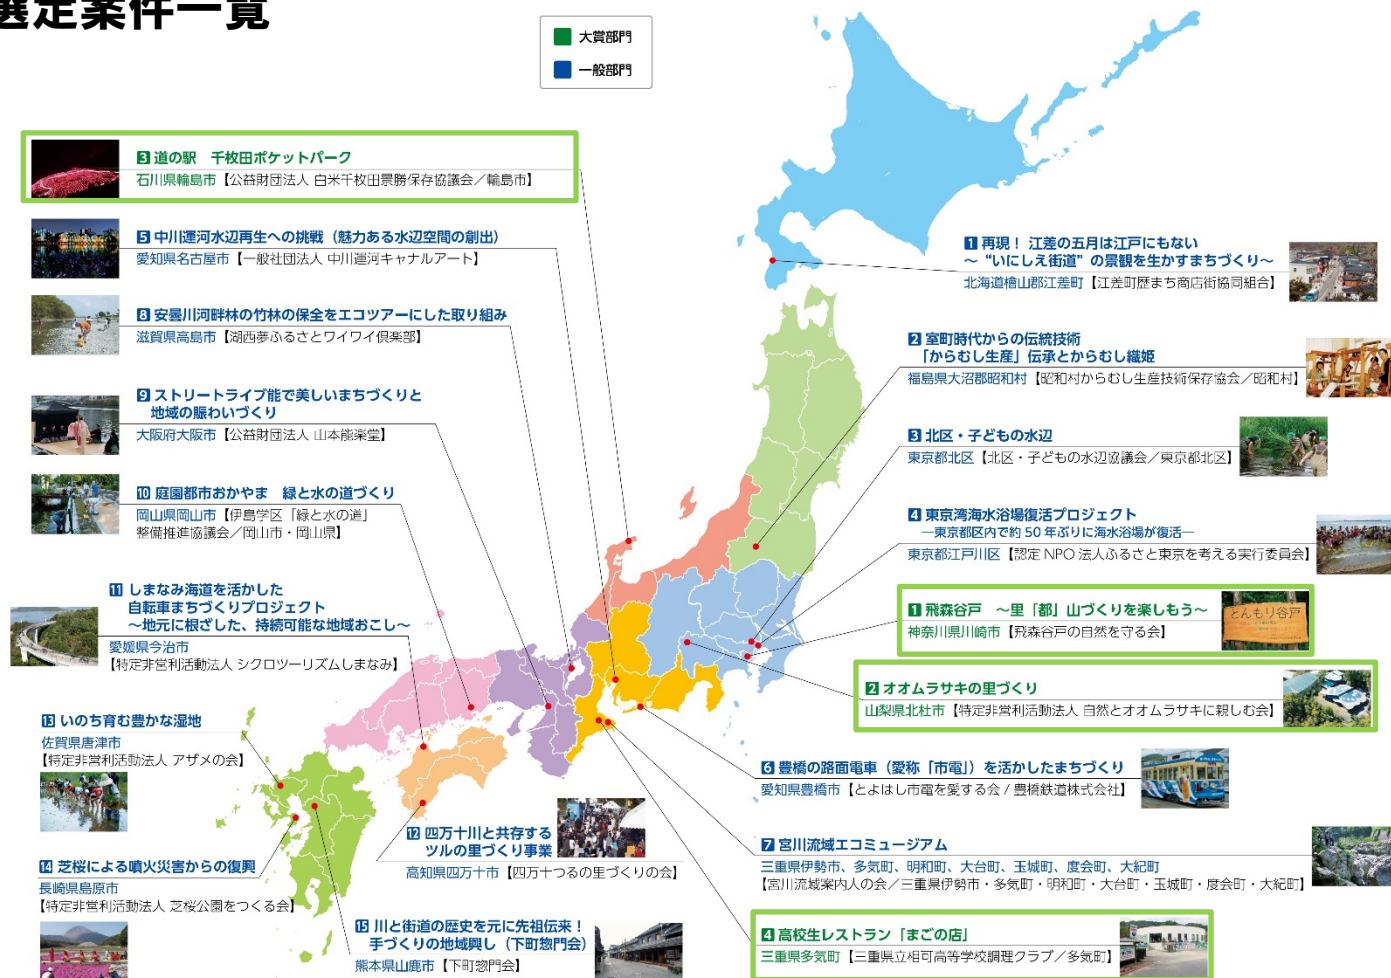 選定案件一覧
大賞部門
一般部門
3 道の駅 千枚田ポケットパーク
石川県輪島市【公益財団法人 白米千枚田景勝保存協議会／輪島市】
5 中川運河水辺再生への挑戦（魅力ある水辺空間の創出）
愛知県名古屋市【一般社団法人 中川運河キャナルアート】
8 安曇川河畔林の竹林の保全をエコツアーにした取り組み
滋賀県高島市【湖西夢ふるさとワイワイ倶楽部】
9 ストリートライブ能で美しいまちづくりと
地域の賑わいづくり
大阪府大阪市【公益財団法人 山本能楽堂】
10 庭園都市おかやま 緑と水の道づくり
岡山県岡山市【伊島学区「緑と水の道」
整備推進協議会／岡山市・岡山県】
11 しまなみ海道を活かした
自転車まちづくりプロジェクト
～地元に根ざした、持続可能な地域おこし～
愛媛県今治市
【特定非営利活動法人 シクロツーリズムしまなみ】
13 いのち育む豊かな湿地
佐賀県唐津市
【特定非営利活動法人 アザメの会】
14 芝桜による噴火災害からの復興
長崎県島原市
【特定非営利活動法人 芝桜公園をつくる会】
12 四万十川と共存する
ツルの里づくり事業
高知県四万十市【四万十つるの里づくりの会】
15 川と街道の歴史を元に先祖伝来！
手づくりの地域興し（下町惣門会）
熊本県山鹿市【下町惣門会】
1 再現！ 江差の五月は江戸にもない
～“いにしえ街道”の景観を生かすまちづくり～
北海道檜山郡江差町【江差町歴まち商店街協同組合】
2 室町時代からの伝統技術
「からむし生産」伝承とからむし織姫
福島県大沼郡昭和村【昭和村からむし生産技術保存協会／昭和村】
3 北区・子どもの水辺
東京都北区【北区・子どもの水辺協議会／東京都北区】
4 東京湾海水浴場復活プロジェクト
―東京都区内で約50年ぶりに海水浴場が復活―
東京都江戸川区【認定NPO法人ふるさと東京を考える実行委員会】
1 飛森谷戸 ～里「都」山づくりを楽しもう～
神奈川県川崎市【飛森谷戸の自然を守る会】
とんもり谷戸
2 オオムラサキの里づくり
山梨県北杜市【特定非営利活動法人 自然とオオムラサキに親しむ会】
6 豊橋の路面電車（愛称「市電」）を活かしたまちづくり
愛知県豊橋市【とよはし市電を愛する会 / 豊橋鉄道株式会社】
7 宮川流域エコミュージアム
三重県伊勢市、多気町、明和町、大台町、玉城町、度会町、大紀町
【宮川流域案内人の会／三重県伊勢市・多気町・明和町・大台町・玉城町・度会町・大紀町】
4 高校生レストラン「まごの店」
三重県多気町【三重県立相可高等学校調理クラブ／多気町】